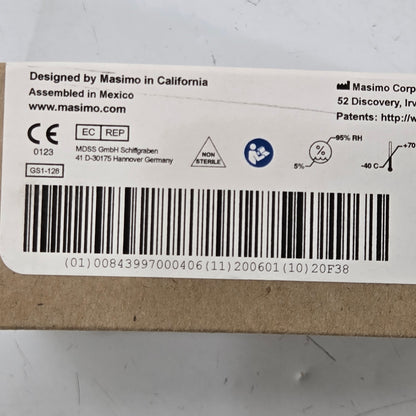 Designed by Masimo in California
Assembled in Mexico
www.masimo.com
Masimo Corp
52 Discovery, Irv
Patents: http://w
CE
0123
EC REP
MDSS GmbH Schiffgraben
41 D-30175 Hannover Germany
NON
STERILE
95% RH
%
5%
+70
-40 C
GS1-128
(01)00843997000406(11)200601(10)20F38